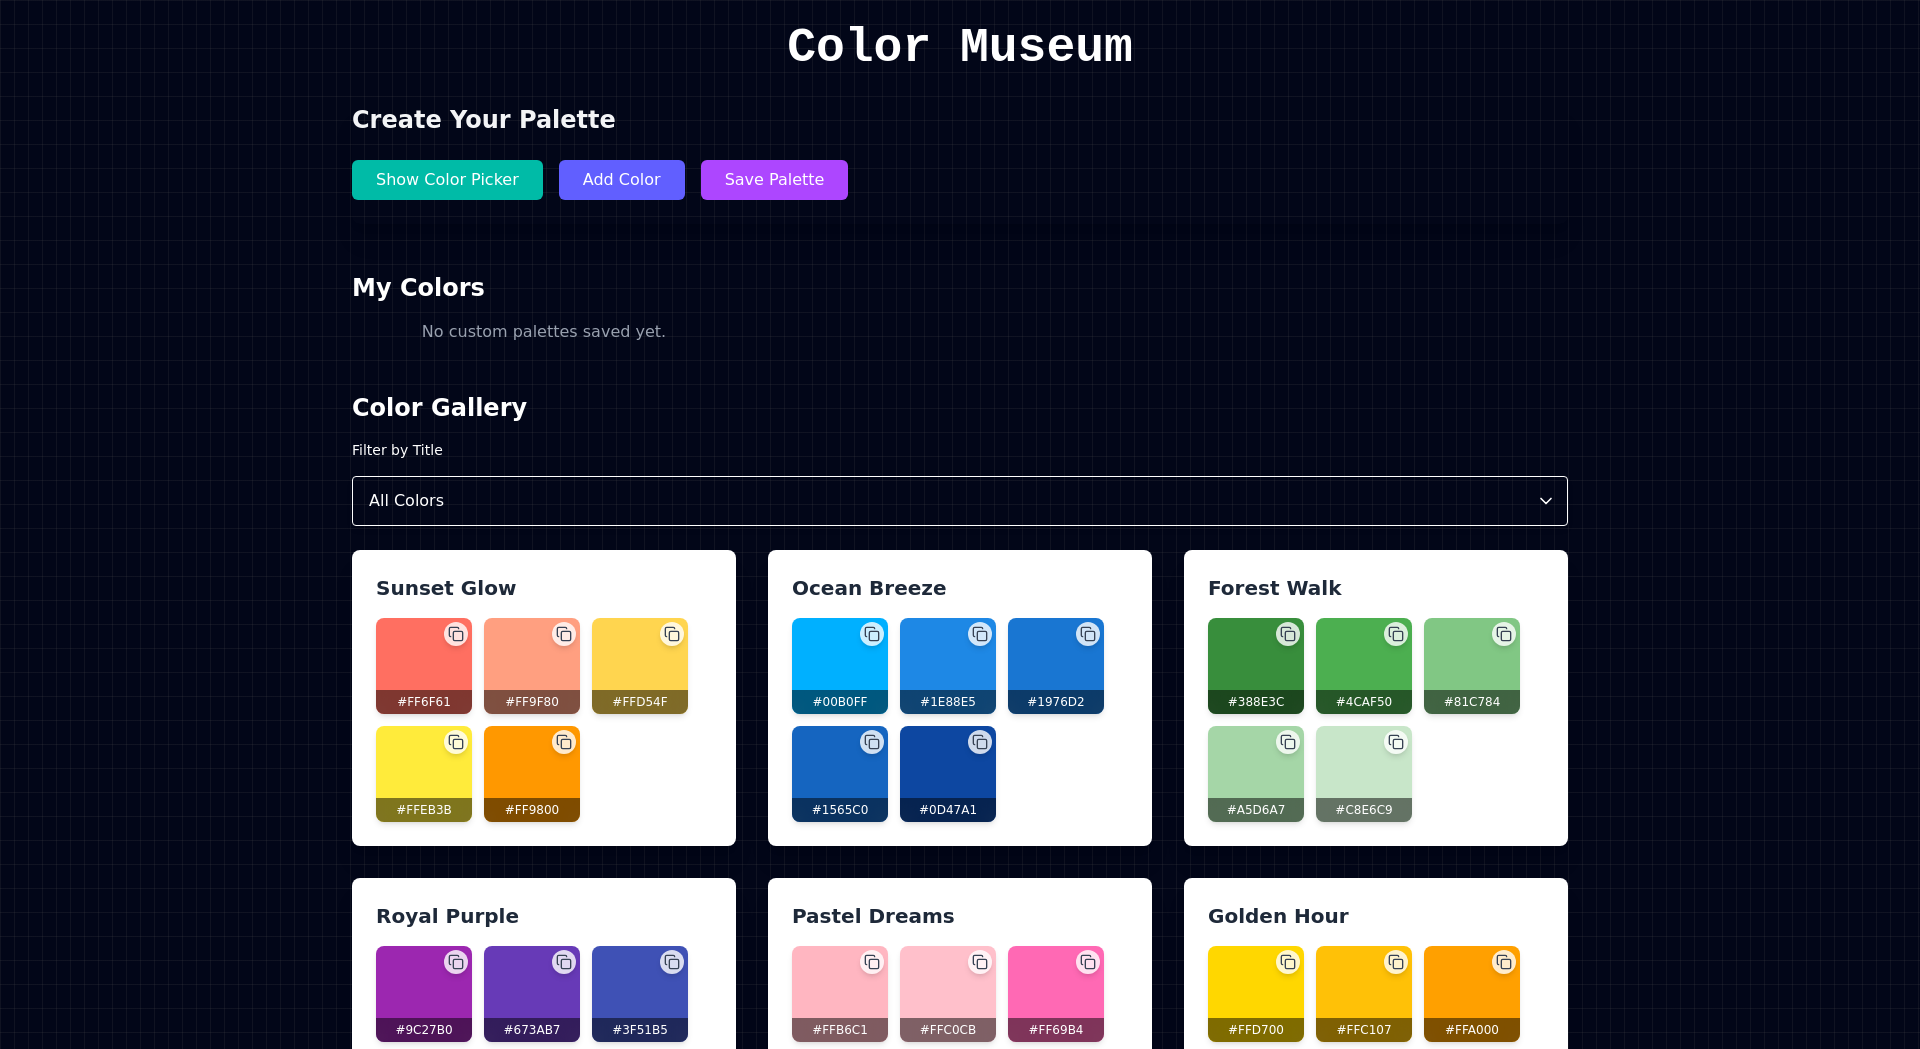 Color Museum
Create Your Palette
Show Color Picker Add Color Save Palette
My Colors
No custom palettes saved yet.
Color Gallery
Filter by Title
All Colors
Sunset Glow
#FF6F61 #FF9F80 #FFD54F
#FFEB3B #FF9800
Ocean Breeze
#00B0FF #1E88E5 #1976D2
#1565C0 #0D47A1
Forest Walk
#388E3C #4CAF50 #81C784
#A5D6A7 #C8E6C9
Royal Purple
#9C27B0 #673AB7 #3F51B5
Pastel Dreams
#FFB6C1 #FFC0CB #FF69B4
Golden Hour
#FFD700 #FFC107 #FFA000